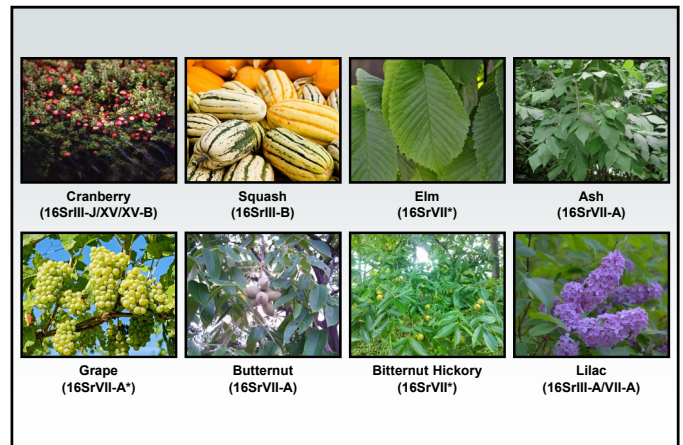 Cranberry
(16SrIII-J/XV/XV-B)
Squash
(16SrIII-B)
Elm
(16SrVII*)
Ash
(16SrVII-A)
Grape
(16SrVII-A*)
Butternut
(16SrVII-A)
Bitternut Hickory
(16SrVII*)
Lilac
(16SrIII-A/VII-A)